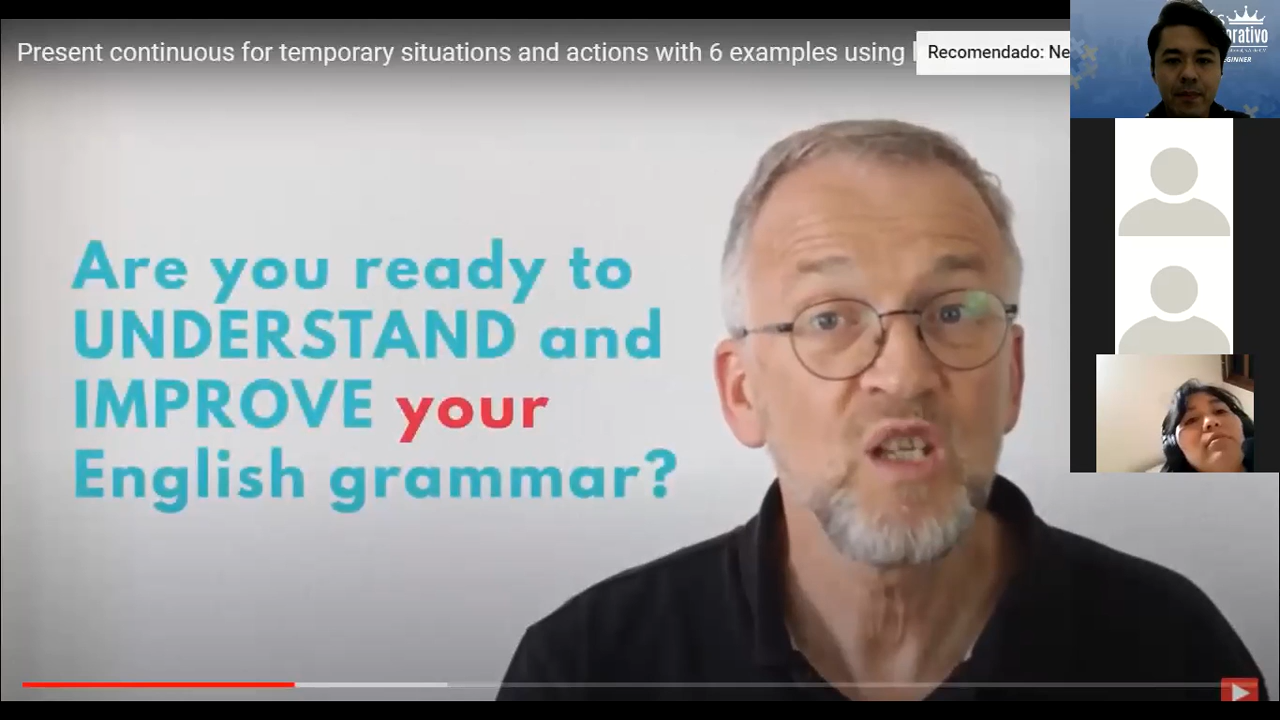 Present continuous for temporary situations and actions with 6 examples using
Recomendado: Ne
Are you ready to
UNDERSTAND and
IMPROVE your
English grammar?